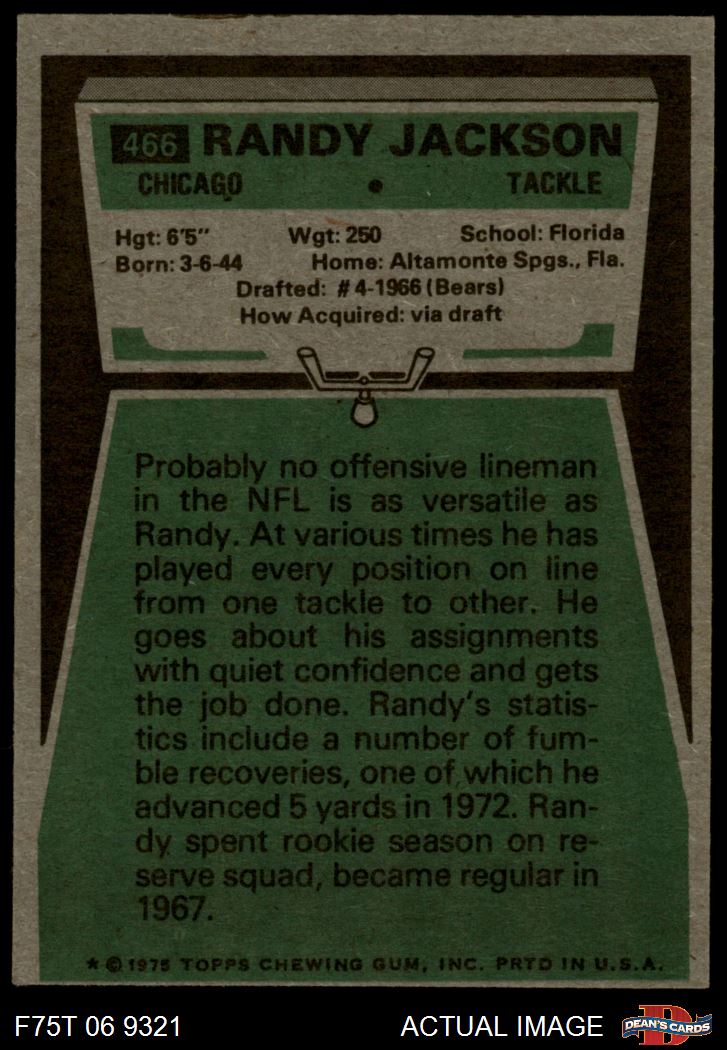 466 RANDY JACKSON
CHICAGO • TACKLE
Hgt: 6'5" Wgt: 250 School: Florida
Born: 3-6-44 Home: Altamonte Spgs., Fla.
Drafted: #4-1966 (Bears)
How Acquired: via draft
Probably no offensive lineman
in the NFL is as versatile as
Randy. At various times he has
played every position on line
from one tackle to other. He
goes about his assignments
with quiet confidence and gets
the job done. Randy's statis-
tics include a number of fum-
ble recoveries, one of which he
advanced 5 yards in 1972. Ran-
dy spent rookie season on re-
serve squad, became regular in
1967.
* © 1975 TOPPS CHEWING GUM, INC. PRTD IN U.S.A.
F75T 06 9321 ACTUAL IMAGE D DEAN'S CARDS